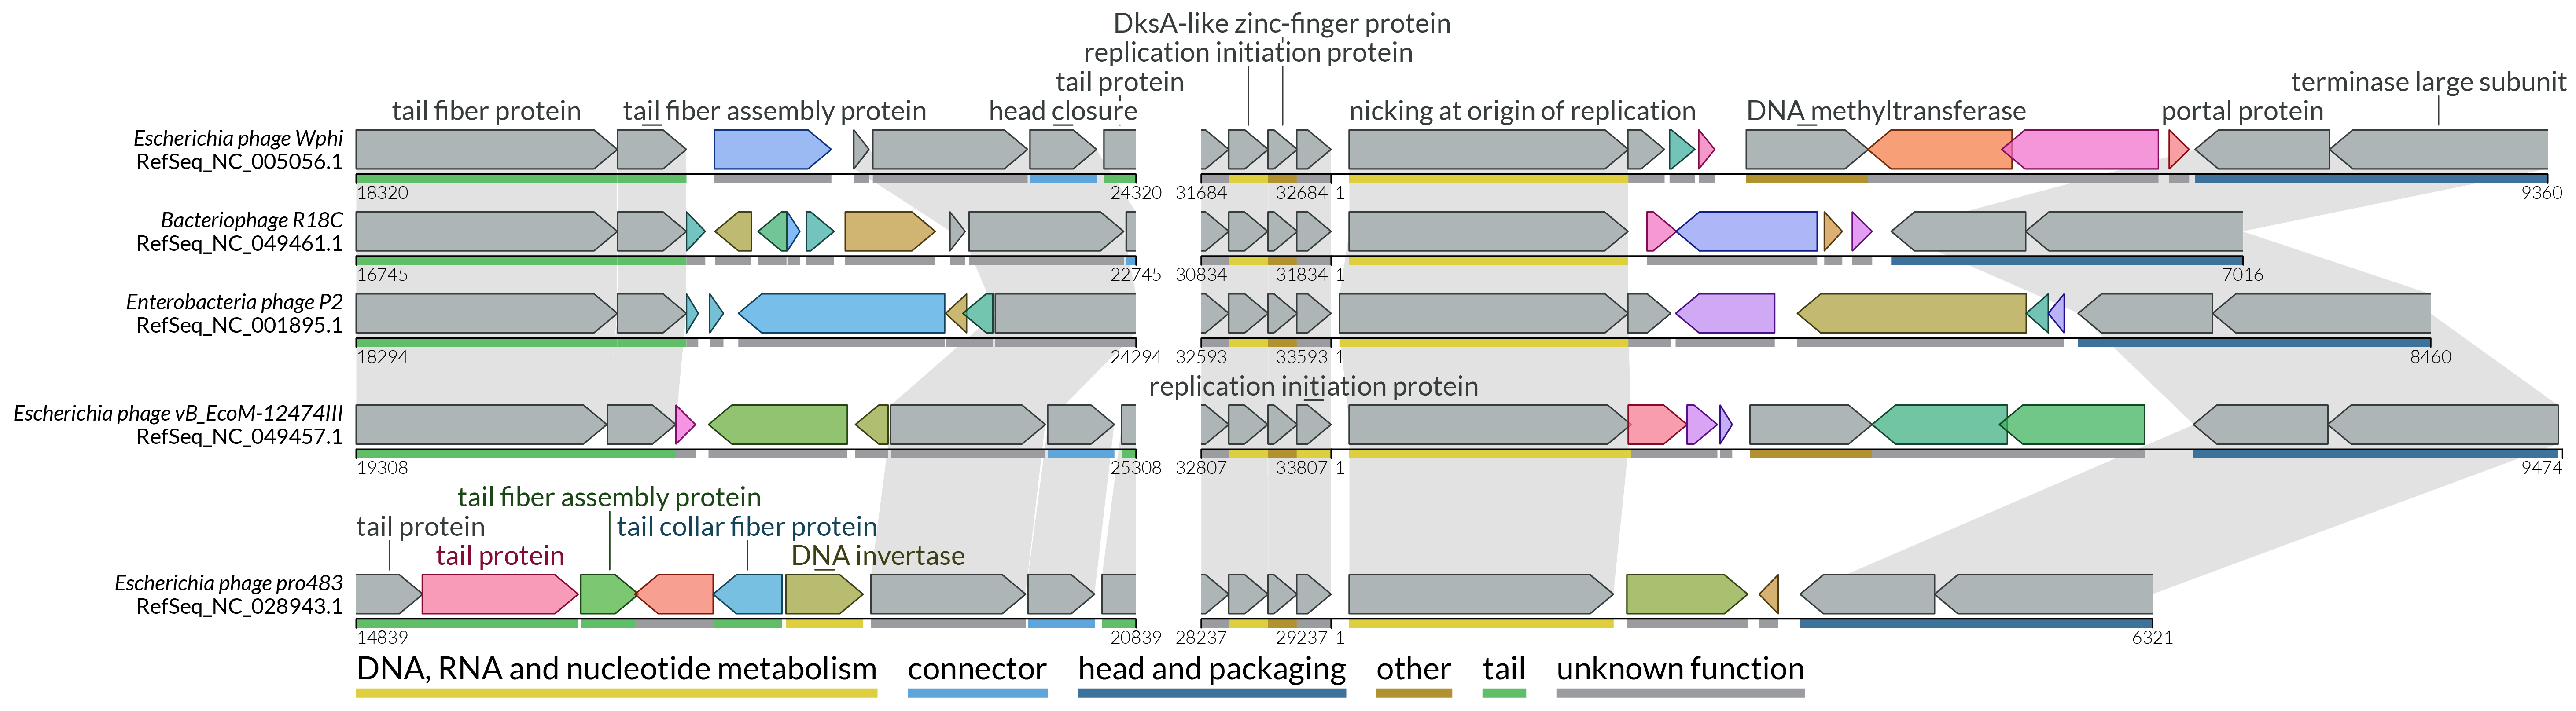 DksA-like zinc-finger protein
replication initiation protein
tail protein
terminase large subunit
tail fiber protein
tail fiber assembly protein
head closure
nicking at origin of replication
DNA methyltransferase
portal protein
Escherichia phage Wphi
RefSeq_NC_005056.1
18320
24320
31684
32684
1
9360
Bacteriophage R18C
RefSeq_NC_049461.1
16745
22745
30834
31834
1
7016
Enterobacteria phage P2
RefSeq_NC_001895.1
18294
24294
32593
33593
1
8460
replication initiation protein
Escherichia phage vB_EcoM-12474III
RefSeq_NC_049457.1
19308
25308
32807
33807
1
9474
tail fiber assembly protein
tail protein
tail collar fiber protein
tail protein
DNA invertase
Escherichia phage pro483
RefSeq_NC_028943.1
14839
20839
28237
29237
1
6321
DNA, RNA and nucleotide metabolism
connector
head and packaging
other
tail
unknown function